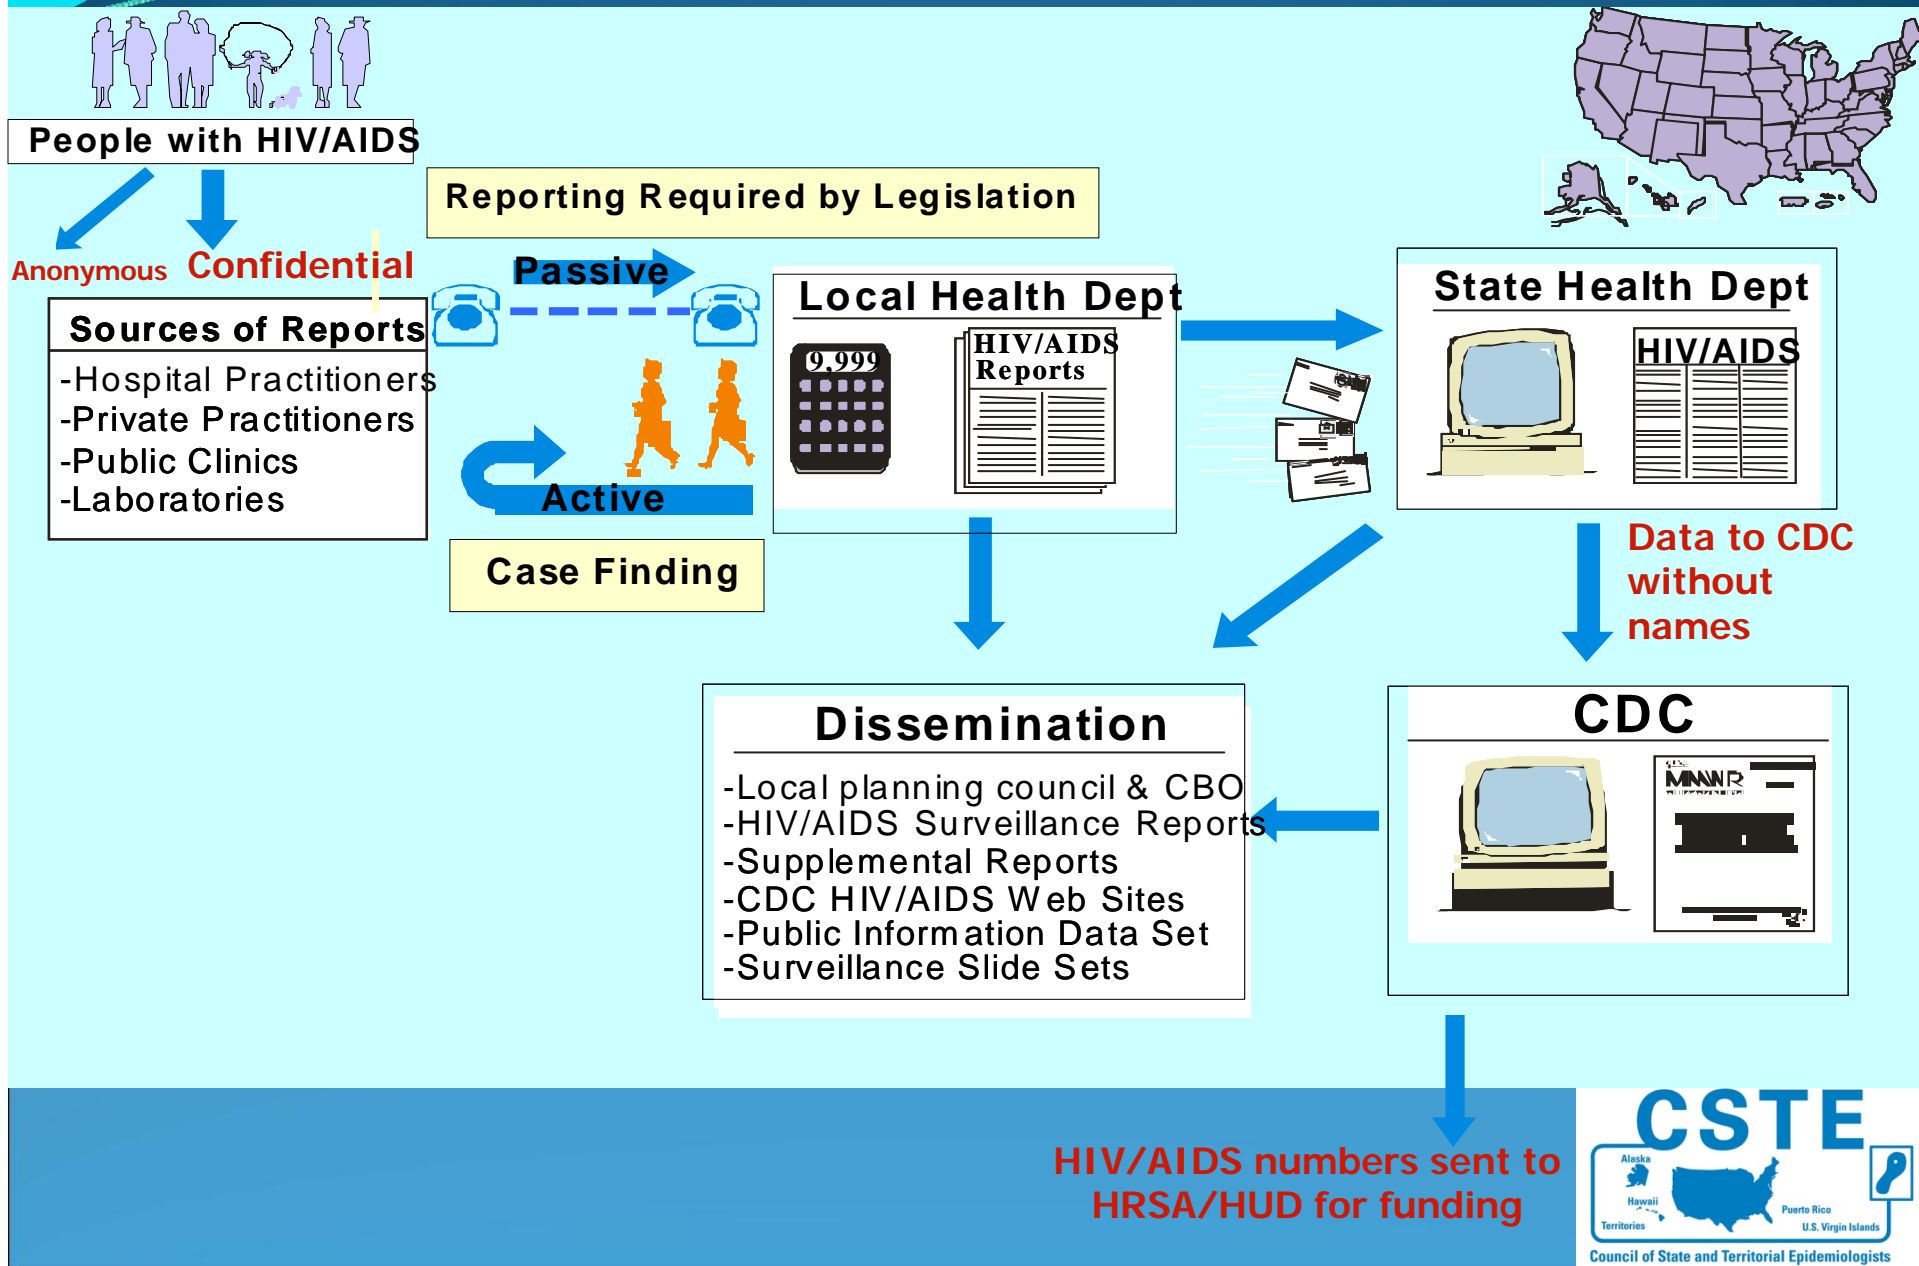 People with HIV/AIDS
Reporting Required by Legislation
Anonymous Confidential
Sources of Reports
-Hospital Practitioners
-Private Practitioners
-Public Clinics
-Laboratories
Passive
Active
Case Finding
Local Health Dept
9,999
HIV/AIDS
Reports
State Health Dept
HIV/AIDS
Data to CDC
without
names
Dissemination
-Local planning council & CBO
-HIV/AIDS Surveillance Reports
-Supplemental Reports
-CDC HIV/AIDS Web Sites
-Public Information Data Set
-Surveillance Slide Sets
CDC
MMWR
HIV/AIDS numbers sent to
HRSA/HUD for funding
CSTE
Alaska
Hawaii
Territories
Puerto Rico
U.S. Virgin Islands
Council of State and Territorial Epidemiologists